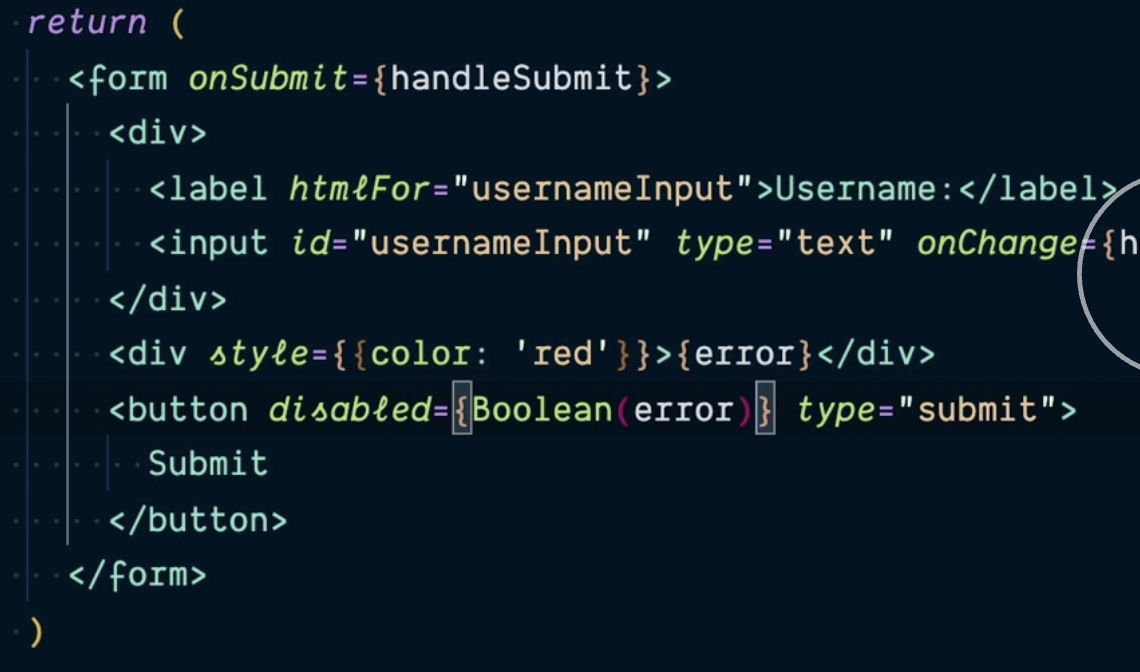 return (
<form onSubmit={handleSubmit}>
<div>
<label htmlFor="usernameInput">Username:</label>
<input id="usernameInput" type="text" onChange={h
</div>
<div style={{color: 'red'}}>{error}</div>
<button disabled={Boolean(error)} type="submit">
Submit
</button>
</form>
)